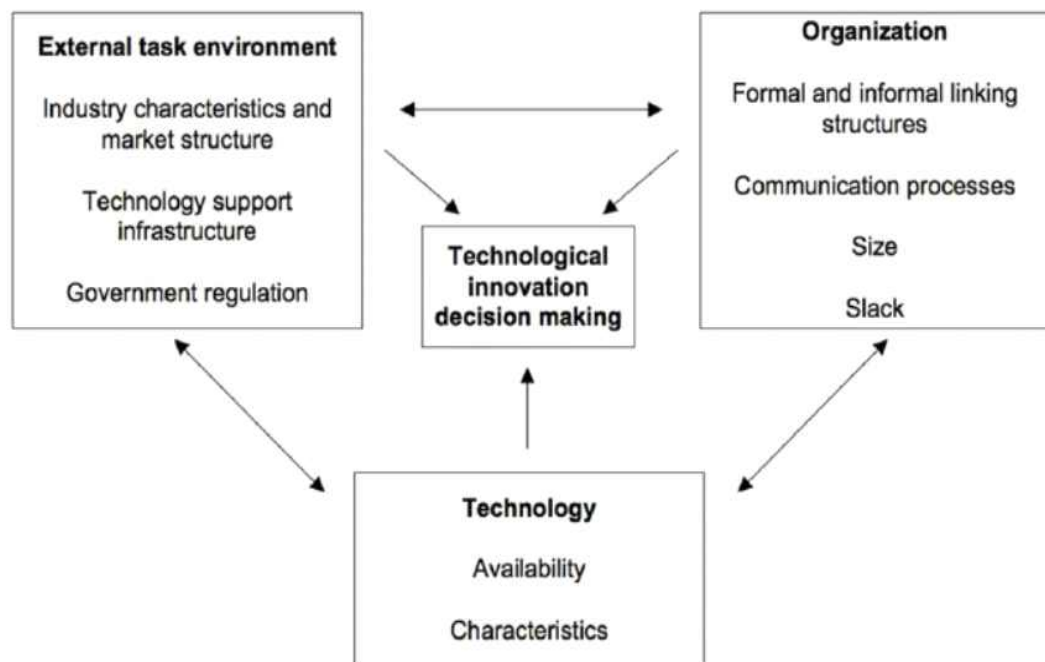 External task environment
Industry characteristics and
market structure
Technology support
infrastructure
Government regulation
Organization
Formal and informal linking
structures
Communication processes
Size
Slack
Technological
innovation
decision making
Technology
Availability
Characteristics